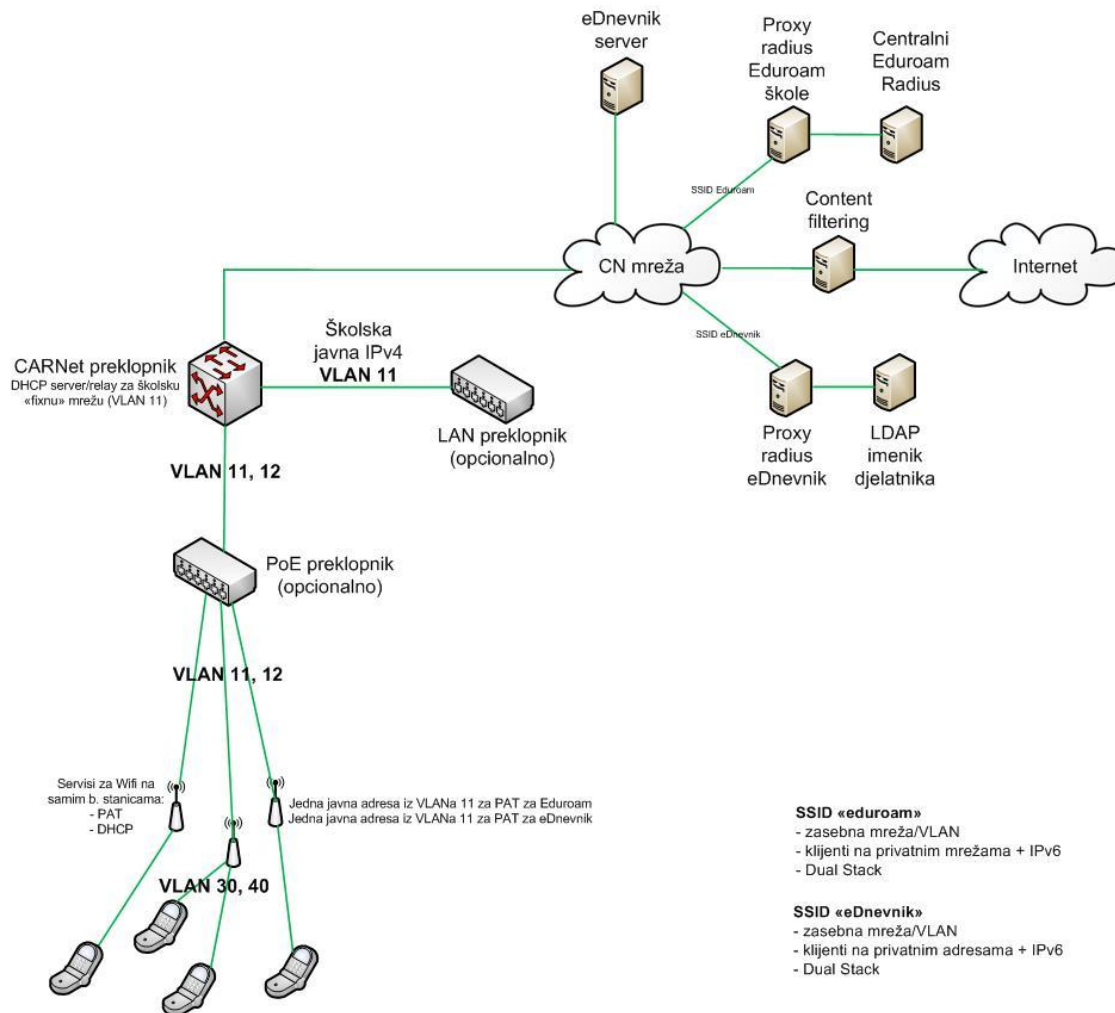 eDnevnik
server
Proxy
radius
Eduroam
škole
Centralni
Eduroam
Radius
SSID Eduroam
Content
filtering
CN mreža
Internet
SSID eDnevnik
Školska
javna IPv4
VLAN 11
CARNet preklopnik
DHCP server/relay za školsku
«fixnu» mrežu (VLAN 11)
LAN preklopnik
(opcionalno)
Proxy
radius
eDnevnik
LDAP
imenik
djelatnika
VLAN 11, 12
PoE preklopnik
(opcionalno)
VLAN 11, 12
Servisi za Wifi na
samim b. stanicama:
- PAT
- DHCP
Jedna javna adresa iz VLANa 11 za PAT za Eduroam
Jedna javna adresa iz VLANa 11 za PAT za eDnevnik
VLAN 30, 40
SSID «eduroam»
- zasebna mreža/VLAN
- klijenti na privatnim mrežama + IPv6
- Dual Stack
SSID «eDnevnik»
- zasebna mreža/VLAN
- klijenti na privatnim adresama + IPv6
- Dual Stack